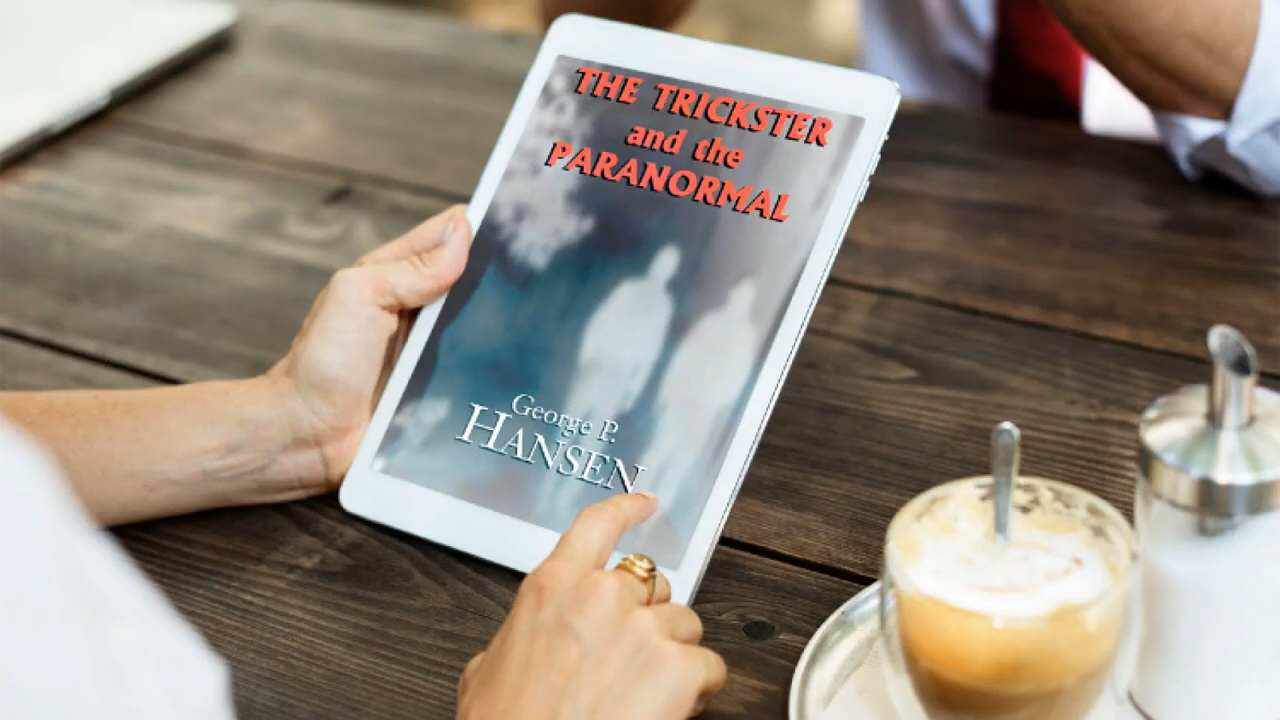 THE TRICKSTER
and the
PARANORMAL
George P.
HANSEN